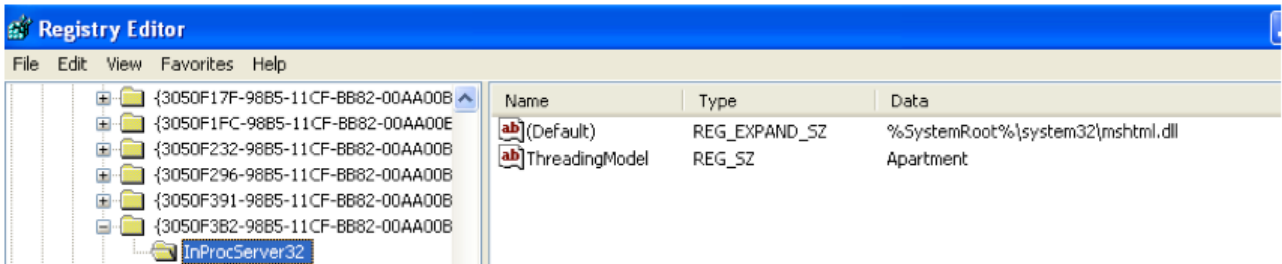 Registry Editor
File Edit View Favorites Help
{3050F17F-98B5-11CF-BB82-00AA00B
{3050F1FC-98B5-11CF-BB82-00AA00E
{3050F232-98B5-11CF-BB82-00AA00B
{3050F296-98B5-11CF-BB82-00AA00B
{3050F391-98B5-11CF-BB82-00AA00B
{3050F3B2-98B5-11CF-BB82-00AA00B
InProcServer32
Name Type Data
ab (Default) REG_EXPAND_SZ %SystemRoot%\system32\mshtml.dll
ab ThreadingModel REG_SZ Apartment